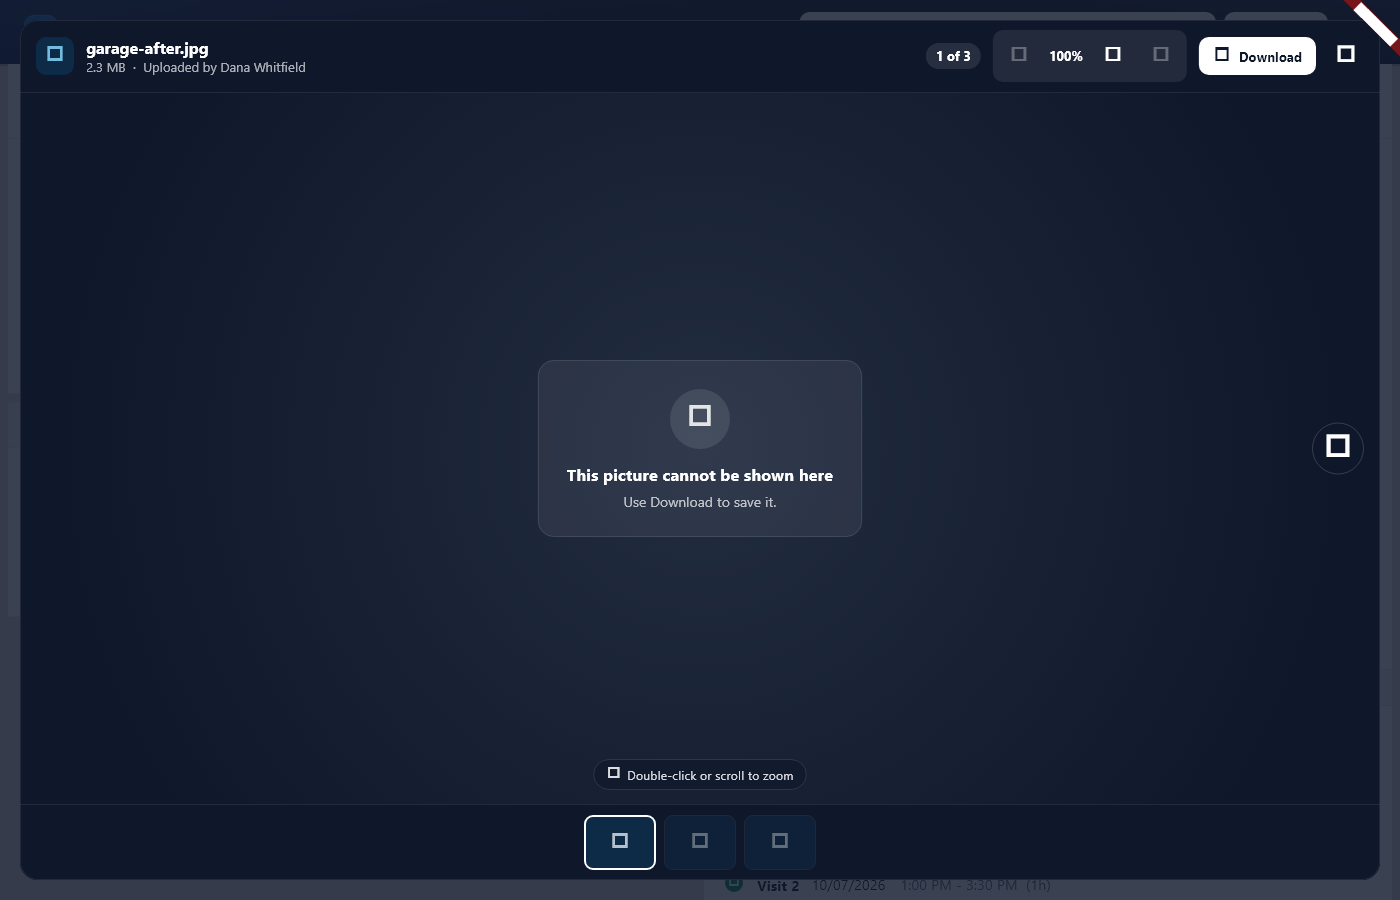 garage-after.jpg
2.3 MB · Uploaded by Dana Whitfield
1 of 3
100%
Download
This picture cannot be shown here
Use Download to save it.
Double-click or scroll to zoom
Visit 2 10/07/2026 1:00 PM - 3:30 PM (1h)